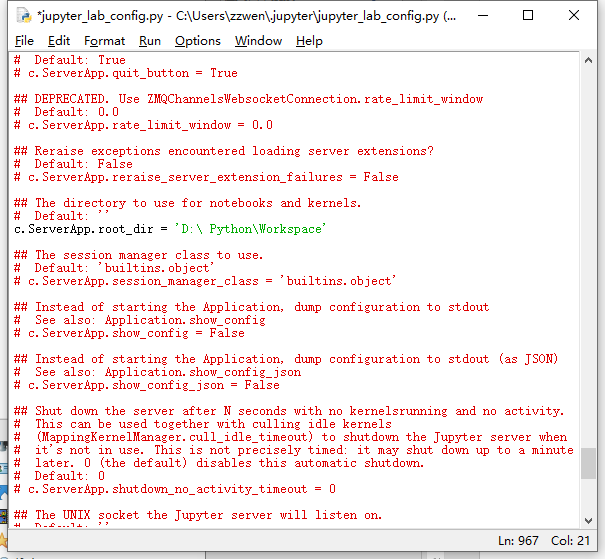 *jupyter_lab_config.py - C:\Users\zzwen\.jupyter\jupyter_lab_config.py (...
File Edit Format Run Options Window Help
#  Default: True
# c.ServerApp.quit_button = True
## DEPRECATED. Use ZMQChannelsWebsocketConnection.rate_limit_window
#  Default: 0.0
# c.ServerApp.rate_limit_window = 0.0
## Reraise exceptions encountered loading server extensions?
#  Default: False
# c.ServerApp.reraise_server_extension_failures = False
## The directory to use for notebooks and kernels.
#  Default: ''
c.ServerApp.root_dir = 'D:\ Python\Workspace'
## The session manager class to use.
#  Default: 'builtins.object'
# c.ServerApp.session_manager_class = 'builtins.object'
## Instead of starting the Application, dump configuration to stdout
#  See also: Application.show_config
# c.ServerApp.show_config = False
## Instead of starting the Application, dump configuration to stdout (as JSON)
#  See also: Application.show_config_json
# c.ServerApp.show_config_json = False
## Shut down the server after N seconds with no kernelsrunning and no activity.
#  This can be used together with culling idle kernels
#  (MappingKernelManager.cull_idle_timeout) to shutdown the Jupyter server when
#  it's not in use. This is not precisely timed: it may shut down up to a minute
#  later. 0 (the default) disables this automatic shutdown.
#  Default: 0
# c.ServerApp.shutdown_no_activity_timeout = 0
## The UNIX socket the Jupyter server will listen on.
#  Default: ''
Ln: 967 Col: 21